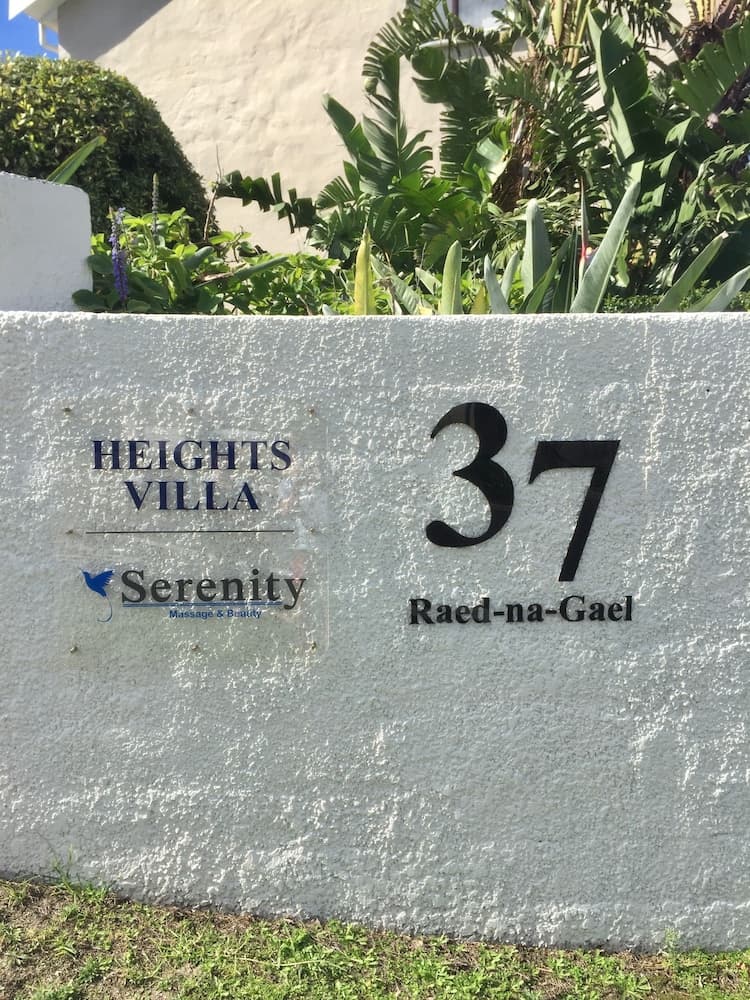 HEIGHTS
VILLA
Serenity
Massage & Beauty
37
Raed-na-Gael